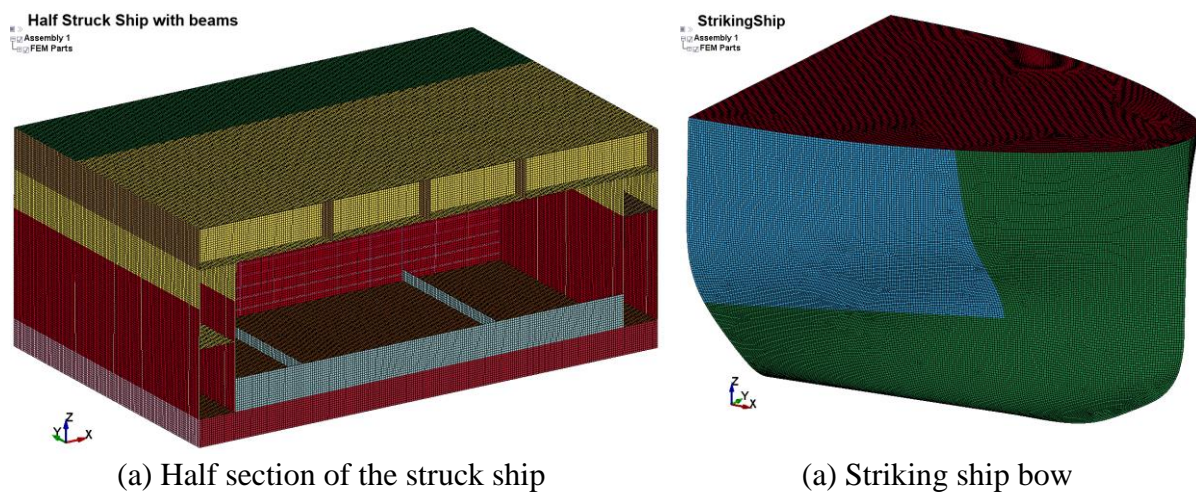 Half Struck Ship with beams
Assembly 1
FEM Parts
Z
Y
X
(a) Half section of the struck ship
StrikingShip
Assembly 1
FEM Parts
Z
Y
X
(a) Striking ship bow